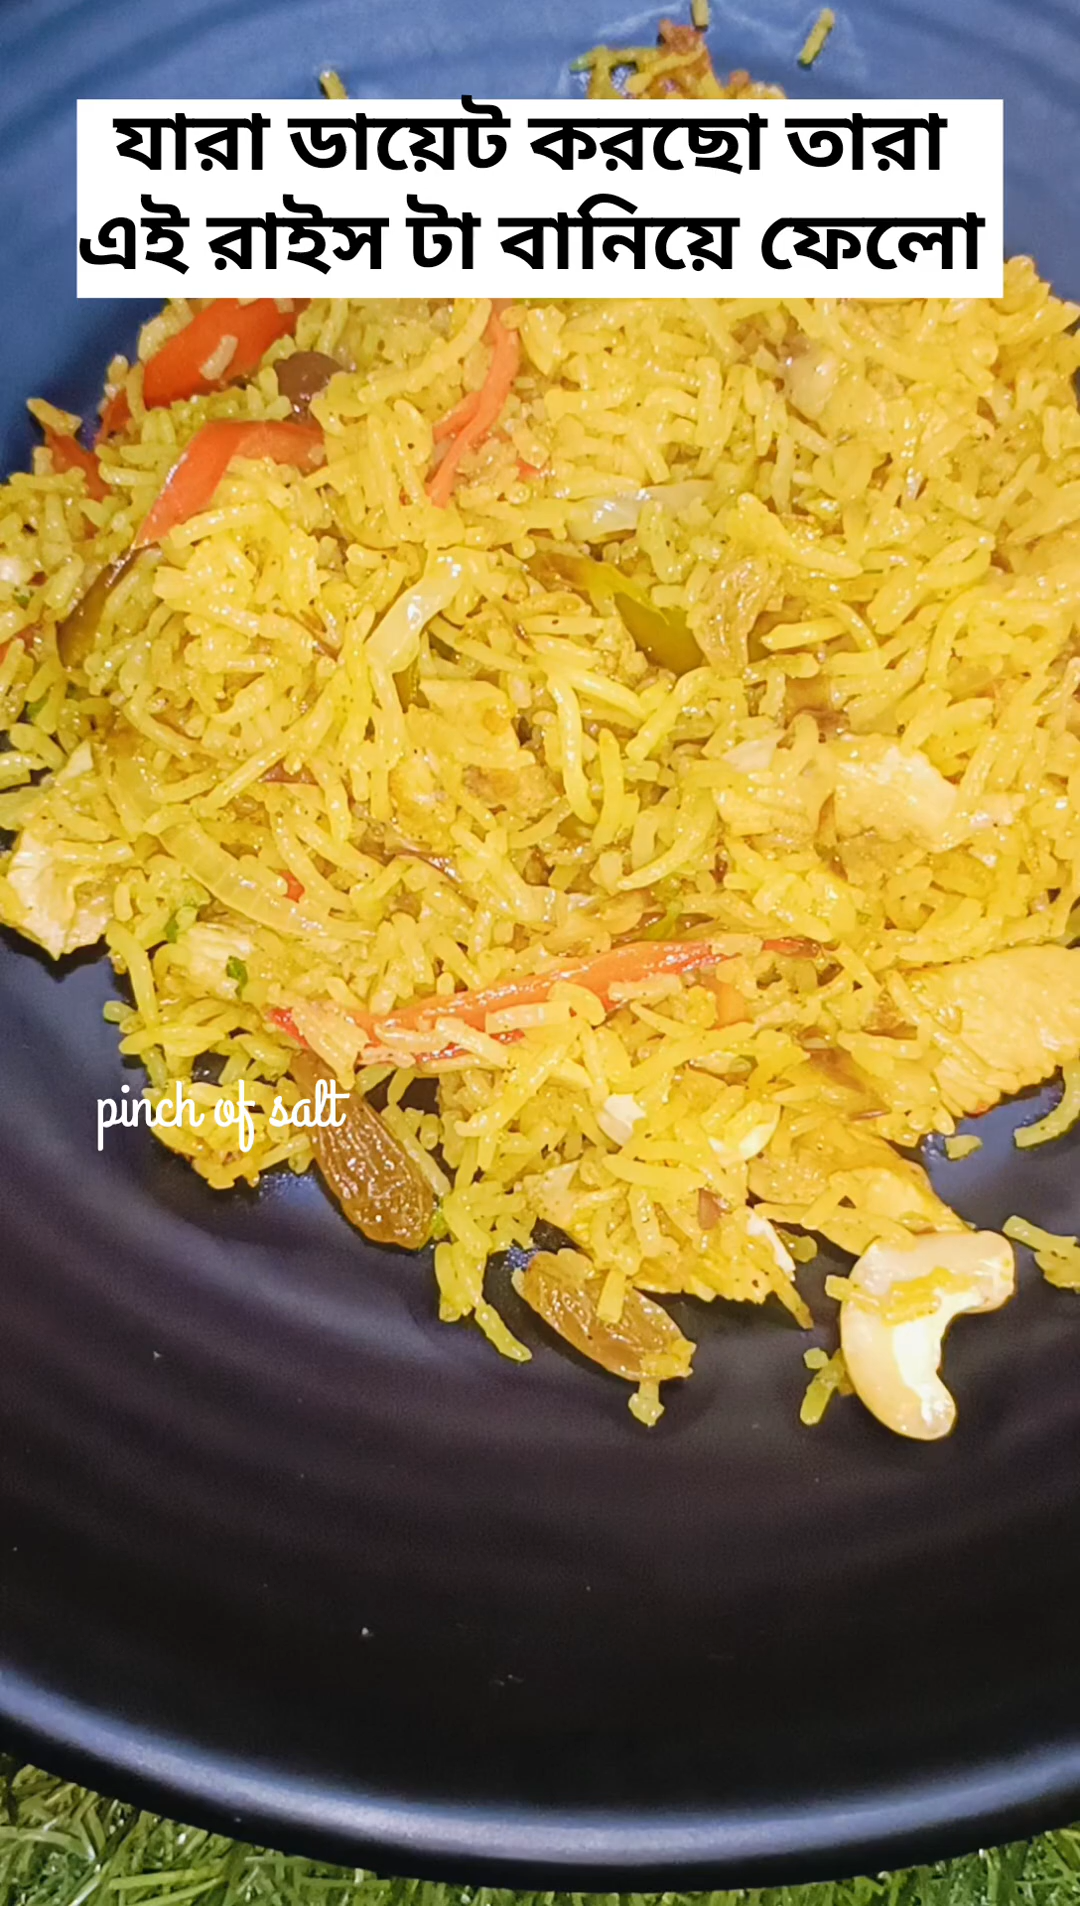 যারা ডায়েট করছো তারা
এই রাইস টা বানিয়ে ফেলো
pinch of salt